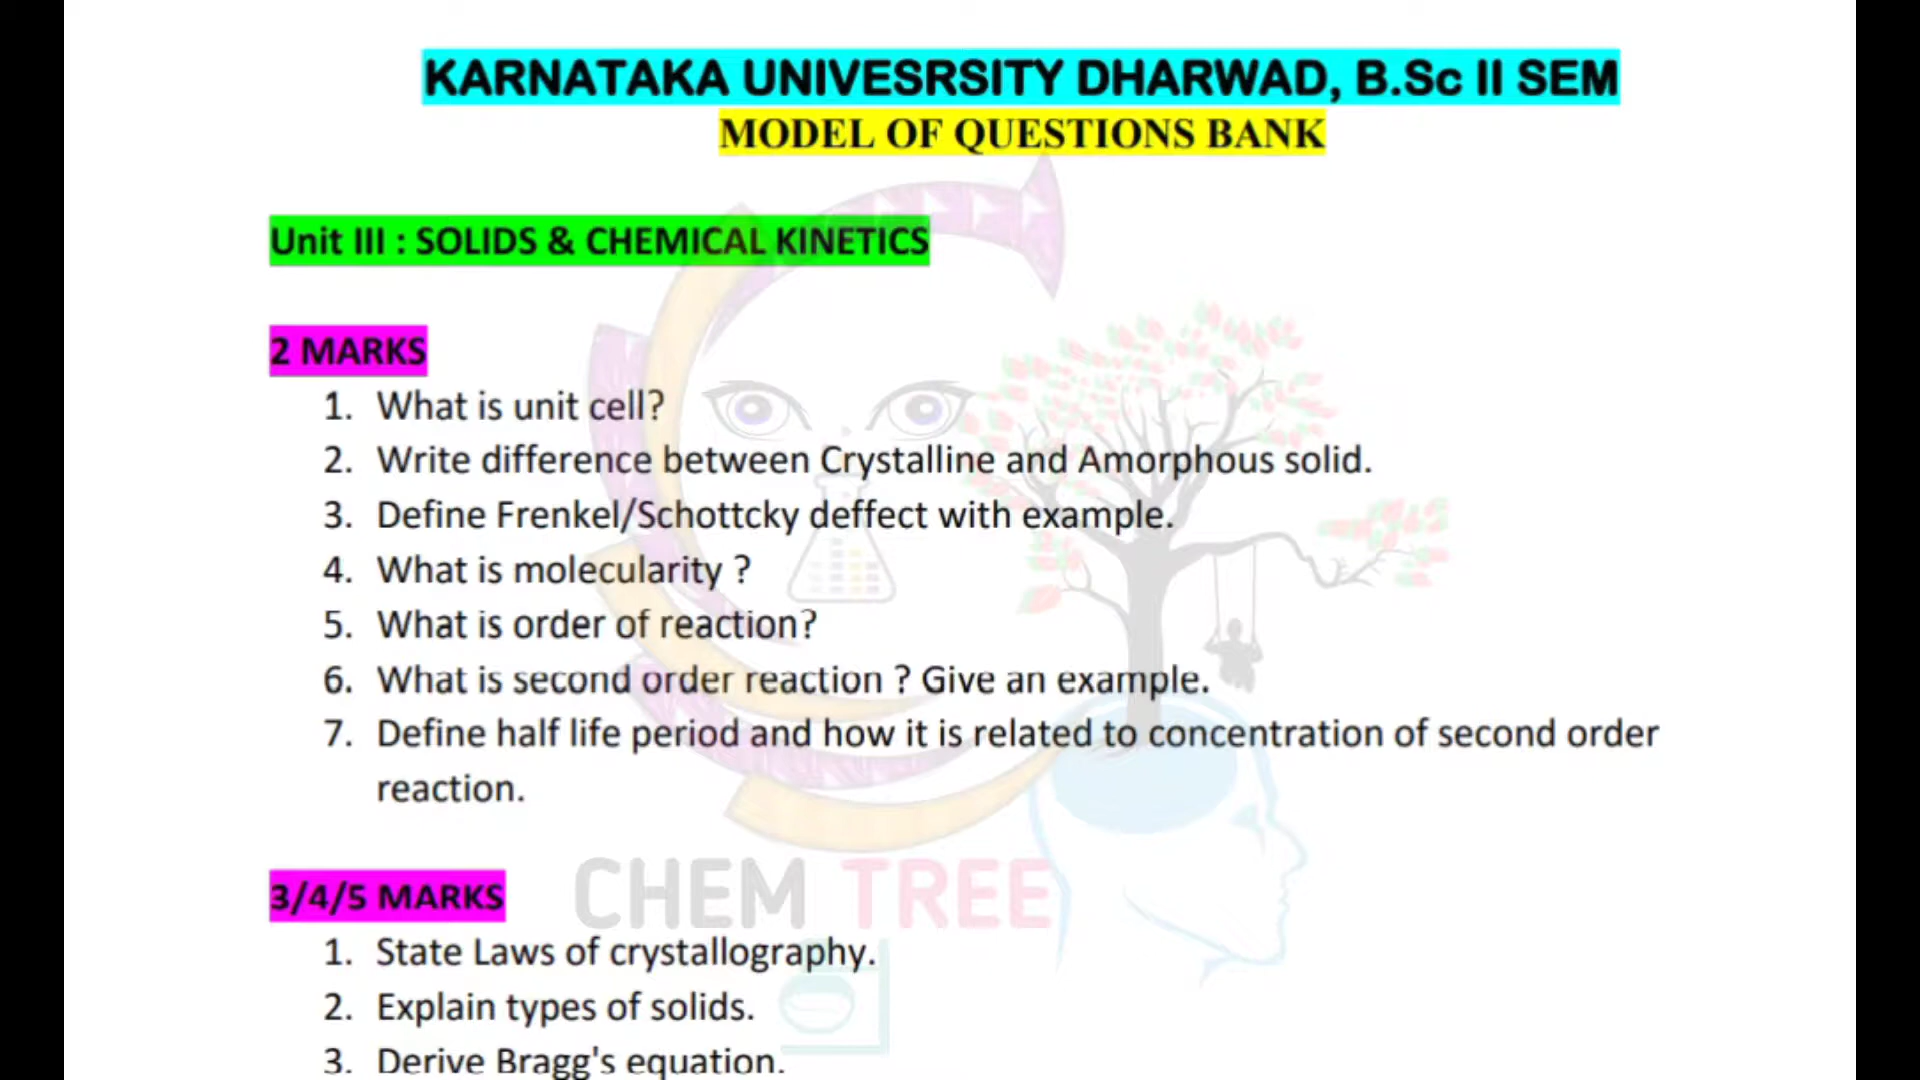 KARNATAKA UNIVESRSITY DHARWAD, B.Sc II SEM
MODEL OF QUESTIONS BANK
Unit III : SOLIDS & CHEMICAL KINETICS
2 MARKS
1. What is unit cell?
2. Write difference between Crystalline and Amorphous solid.
3. Define Frenkel/Schottcky deffect with example.
4. What is molecularity ?
5. What is order of reaction?
6. What is second order reaction ? Give an example.
7. Define half life period and how it is related to concentration of second order
reaction.
CHEM TREE
3/4/5 MARKS
1. State Laws of crystallography.
2. Explain types of solids.
3. Derive Bragg's equation.